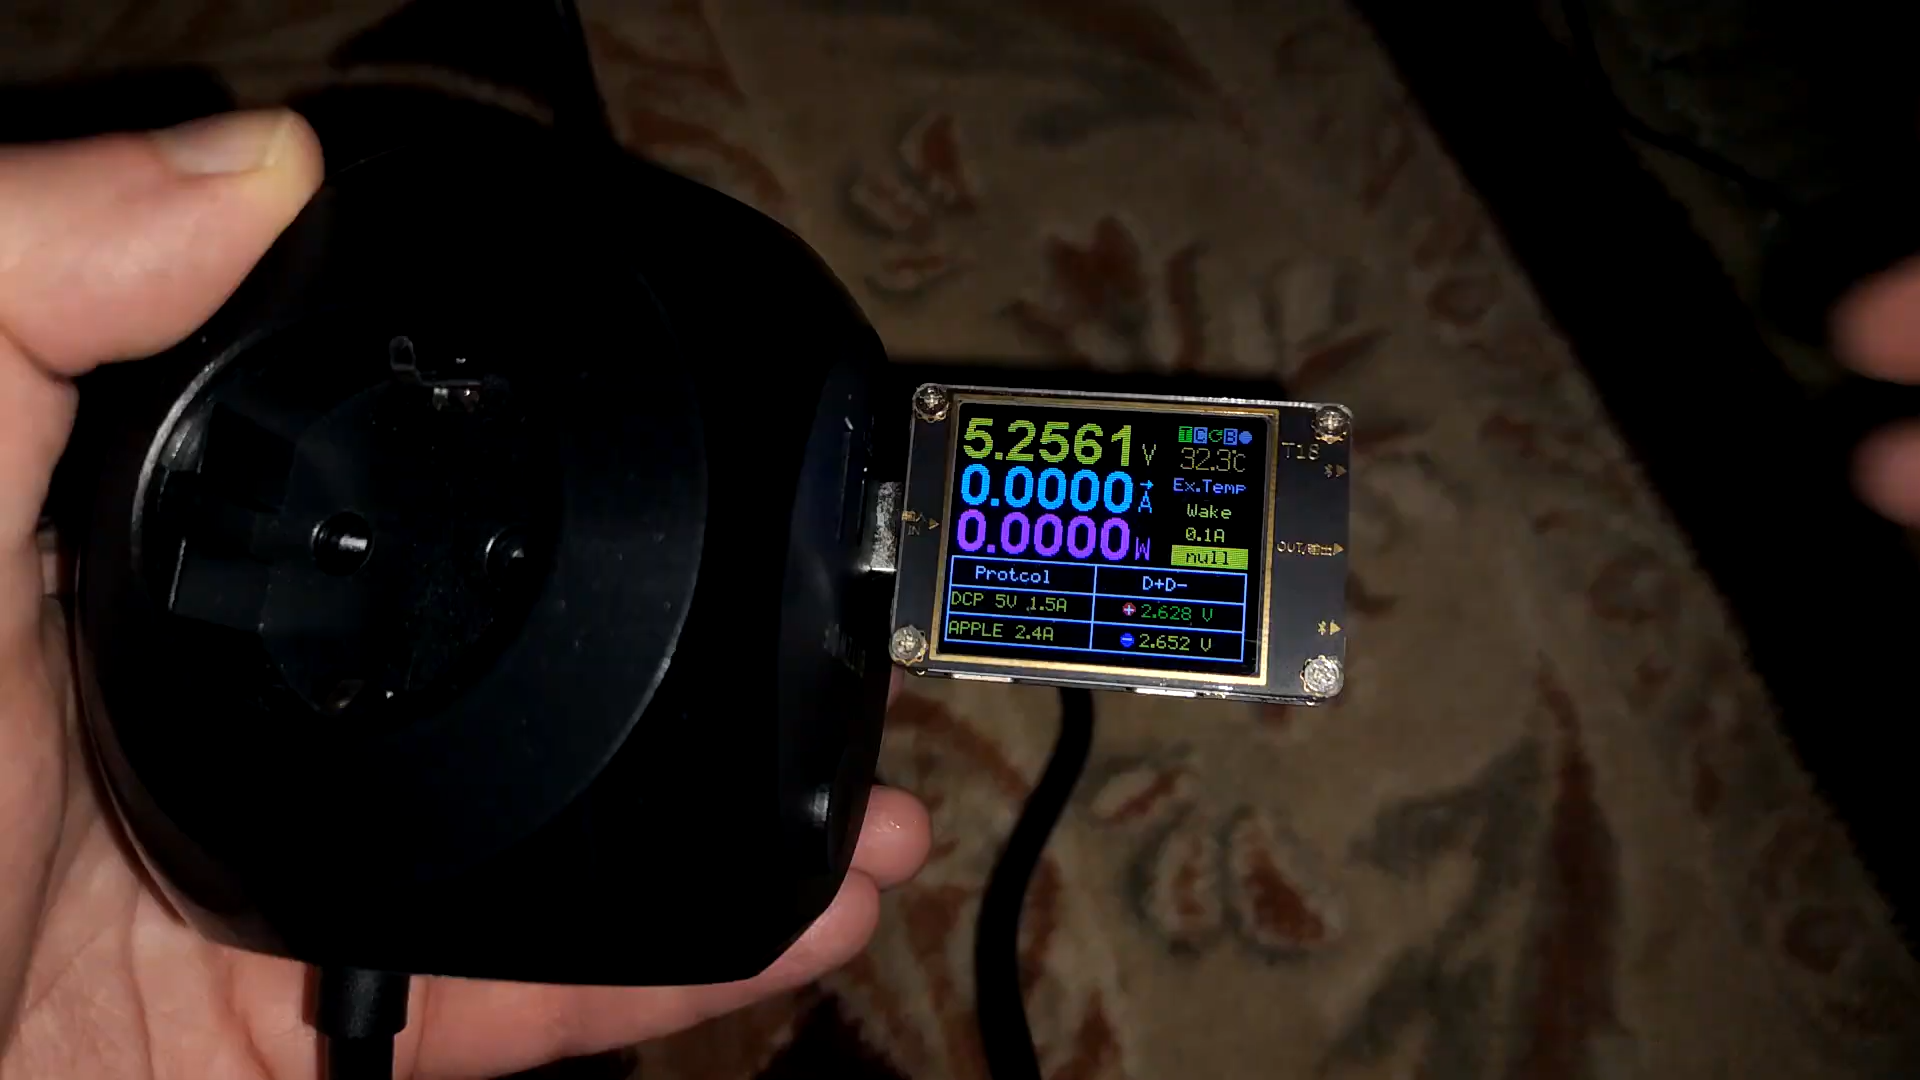 5.2561 V
0.0000 A
0.0000 W
T C B
32.3℃
Ex.Temp
Wake
0.1A
null
Protcol D+D-
DCP 5V 1.5A 2.628 V
APPLE 2.4A 2.652 V
T18
IN
OUT